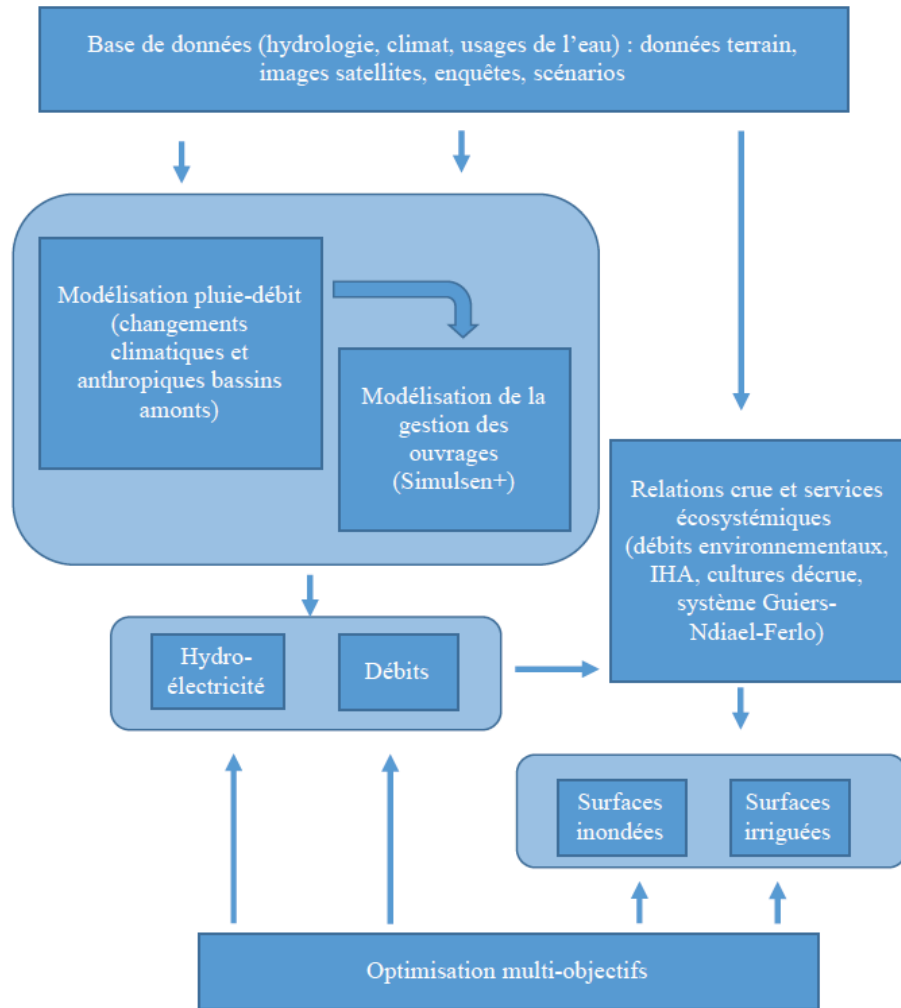 Base de données (hydrologie, climat, usages de l’eau) : données terrain,
images satellites, enquêtes, scénarios
Modélisation pluie-débit
(changements
climatiques et
anthropiques bassins
amonts)
Modélisation de la
gestion des
ouvrages
(Simulsen+)
Relations crue et services
écosystémiques
(débits environnementaux,
IHA, cultures décrue,
système Guiers-
Ndiael-Ferlo)
Hydro-
électricité
Débits
Surfaces
inondées
Surfaces
irriguées
Optimisation multi-objectifs